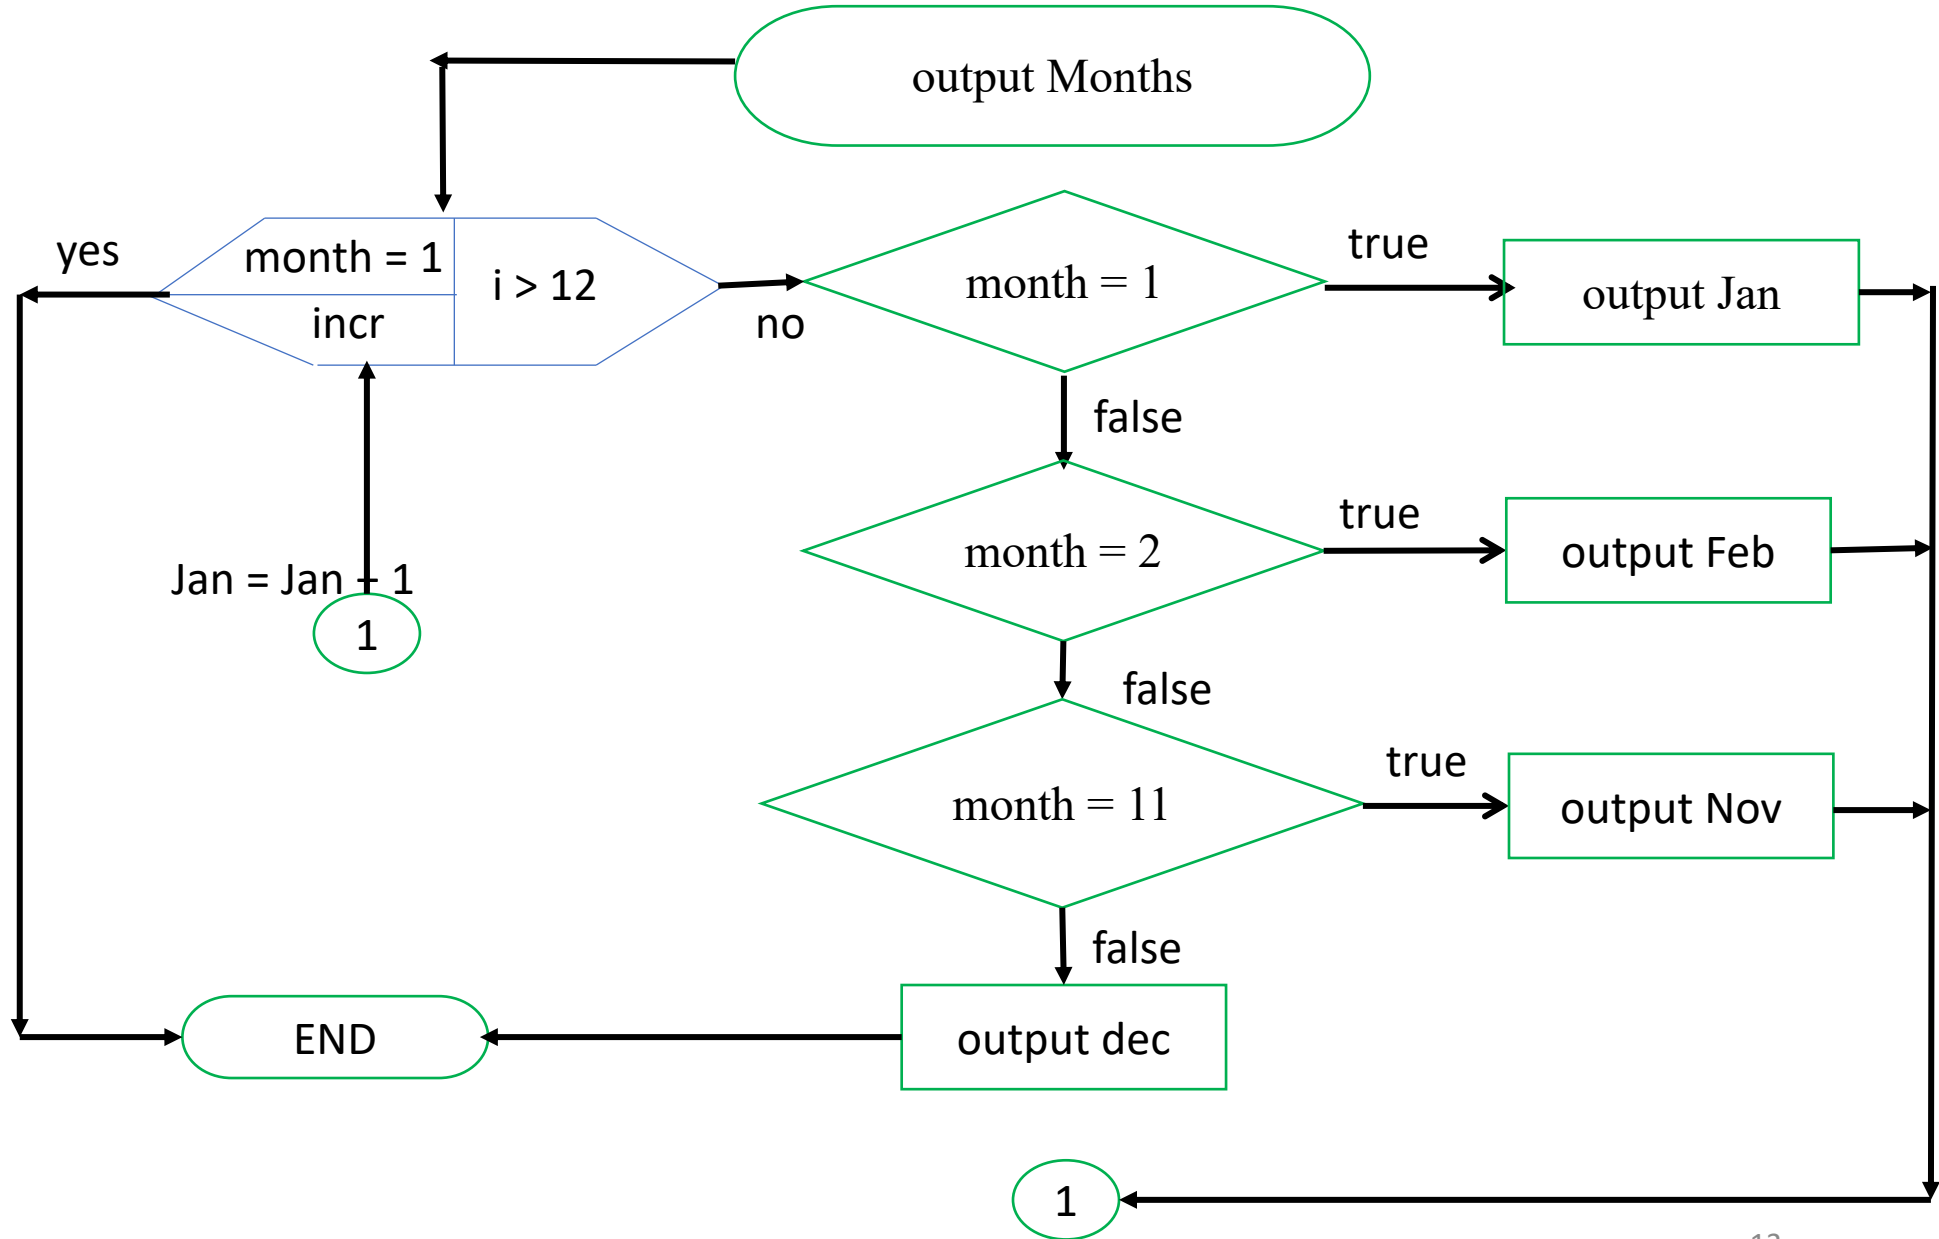 output Months
yes
month = 1
i > 12
incr
no
month = 1
true
output Jan
false
month = 2
true
output Feb
Jan = Jan + 1
1
false
month = 11
true
output Nov
false
END
output dec
1